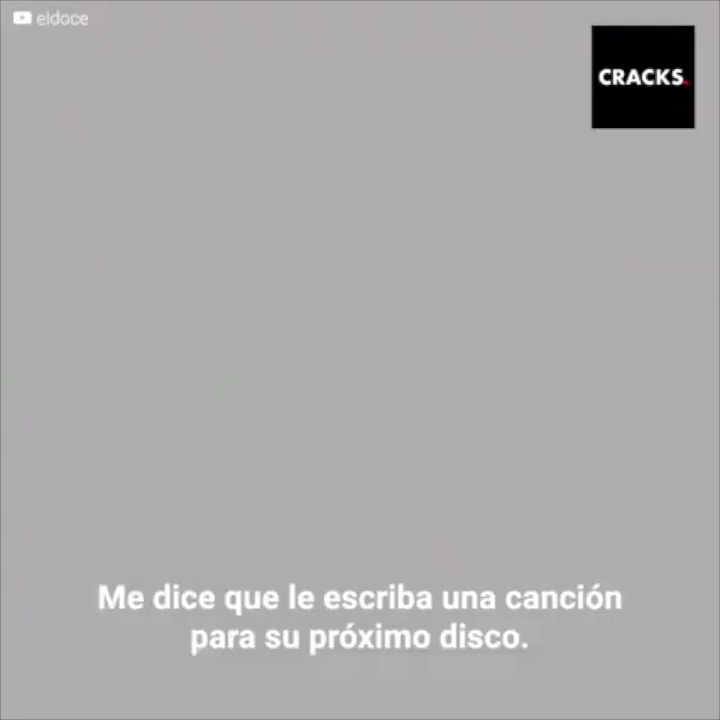 eldoce
CRACKS.
Me dice que le escriba una canción
para su próximo disco.